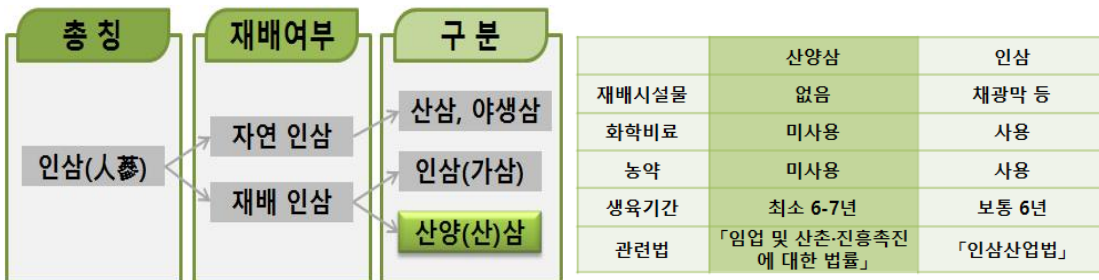 총 칭
재배여부
구 분
인삼(人蔘)
자연 인삼
재배 인삼
산삼, 야생삼
인삼(가삼)
산양(산)삼
산양삼 인삼
재배시설물 없음 채광막 등
화학비료 미사용 사용
농약 미사용 사용
생육기간 최소 6-7년 보통 6년
관련법 「임업 및 산촌·진흥촉진에 대한 법률」 「인삼산업법」